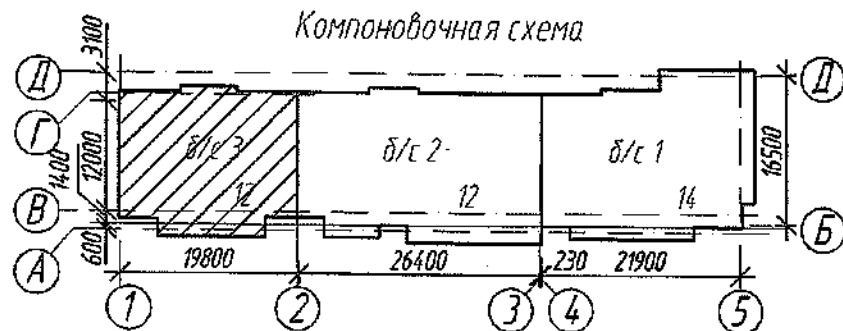 Компоновочная схема
3100
Д
Д
Г
12000
1400
б/с 3
б/с 2
б/с 1
16500
12
12
14
В
Б
А
600
19800
26400
230
21900
1
2
3
4
5